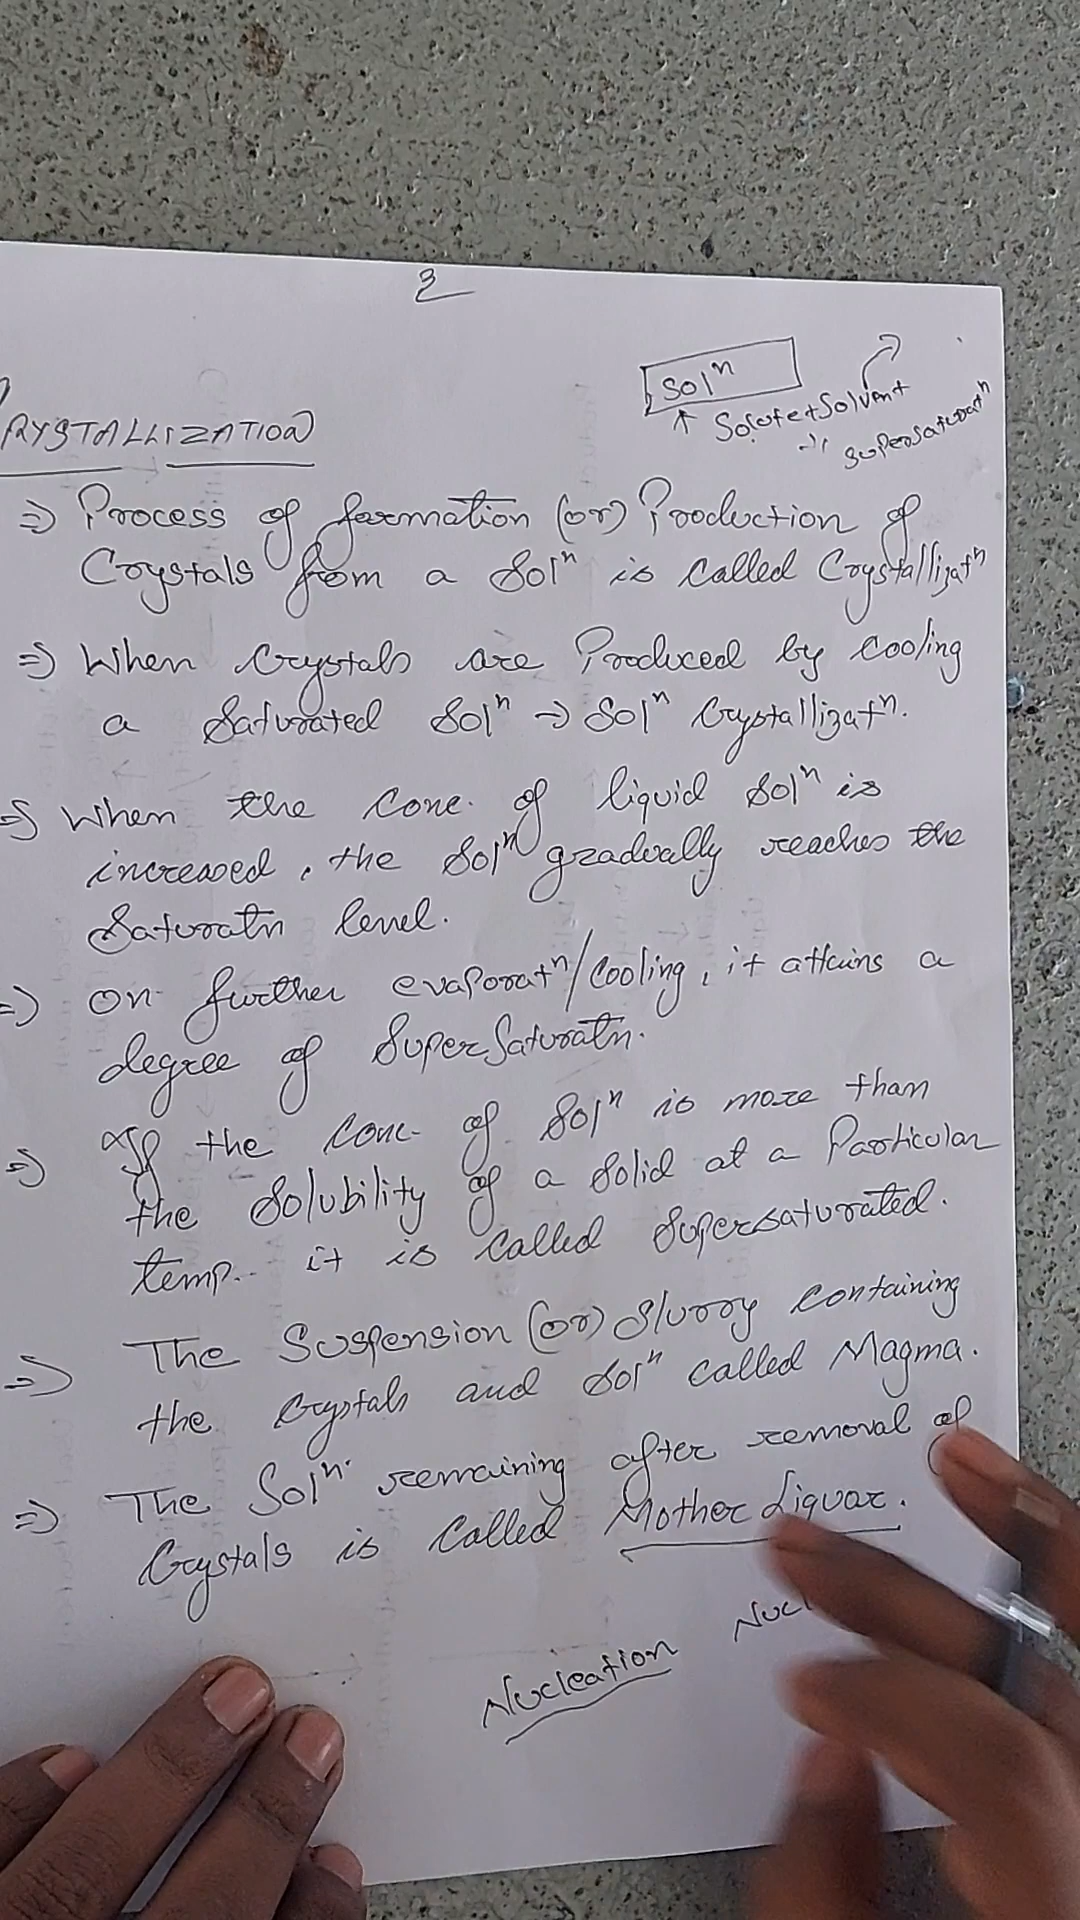 2
Solⁿ
Solute+Solvent
supersaturatⁿ
CRYSTALLIZATION
=) Process of formation (or) Production of
Crystals from a Solⁿ is called Crystallizatⁿ
=) When Crystals are Produced by cooling
a Saturated Solⁿ → Solⁿ Crystallizatⁿ.
=) When the conc. of liquid Solⁿ is
increased, the Solⁿ gradually reaches the
Saturatn level.
=) On further evaporatⁿ/cooling, it attains a
degree of SuperSaturatn.
=) If the conc. of Solⁿ is more than
the Solubility of a Solid at a Particular
temp.. it is called Supersaturated.
=) The Suspension (or) Slurry containing
the crystals and Solⁿ called Magma.
=) The Solⁿ. remaining after removal of
Crystals is called Mother Liquor.
Nucleation Nucl